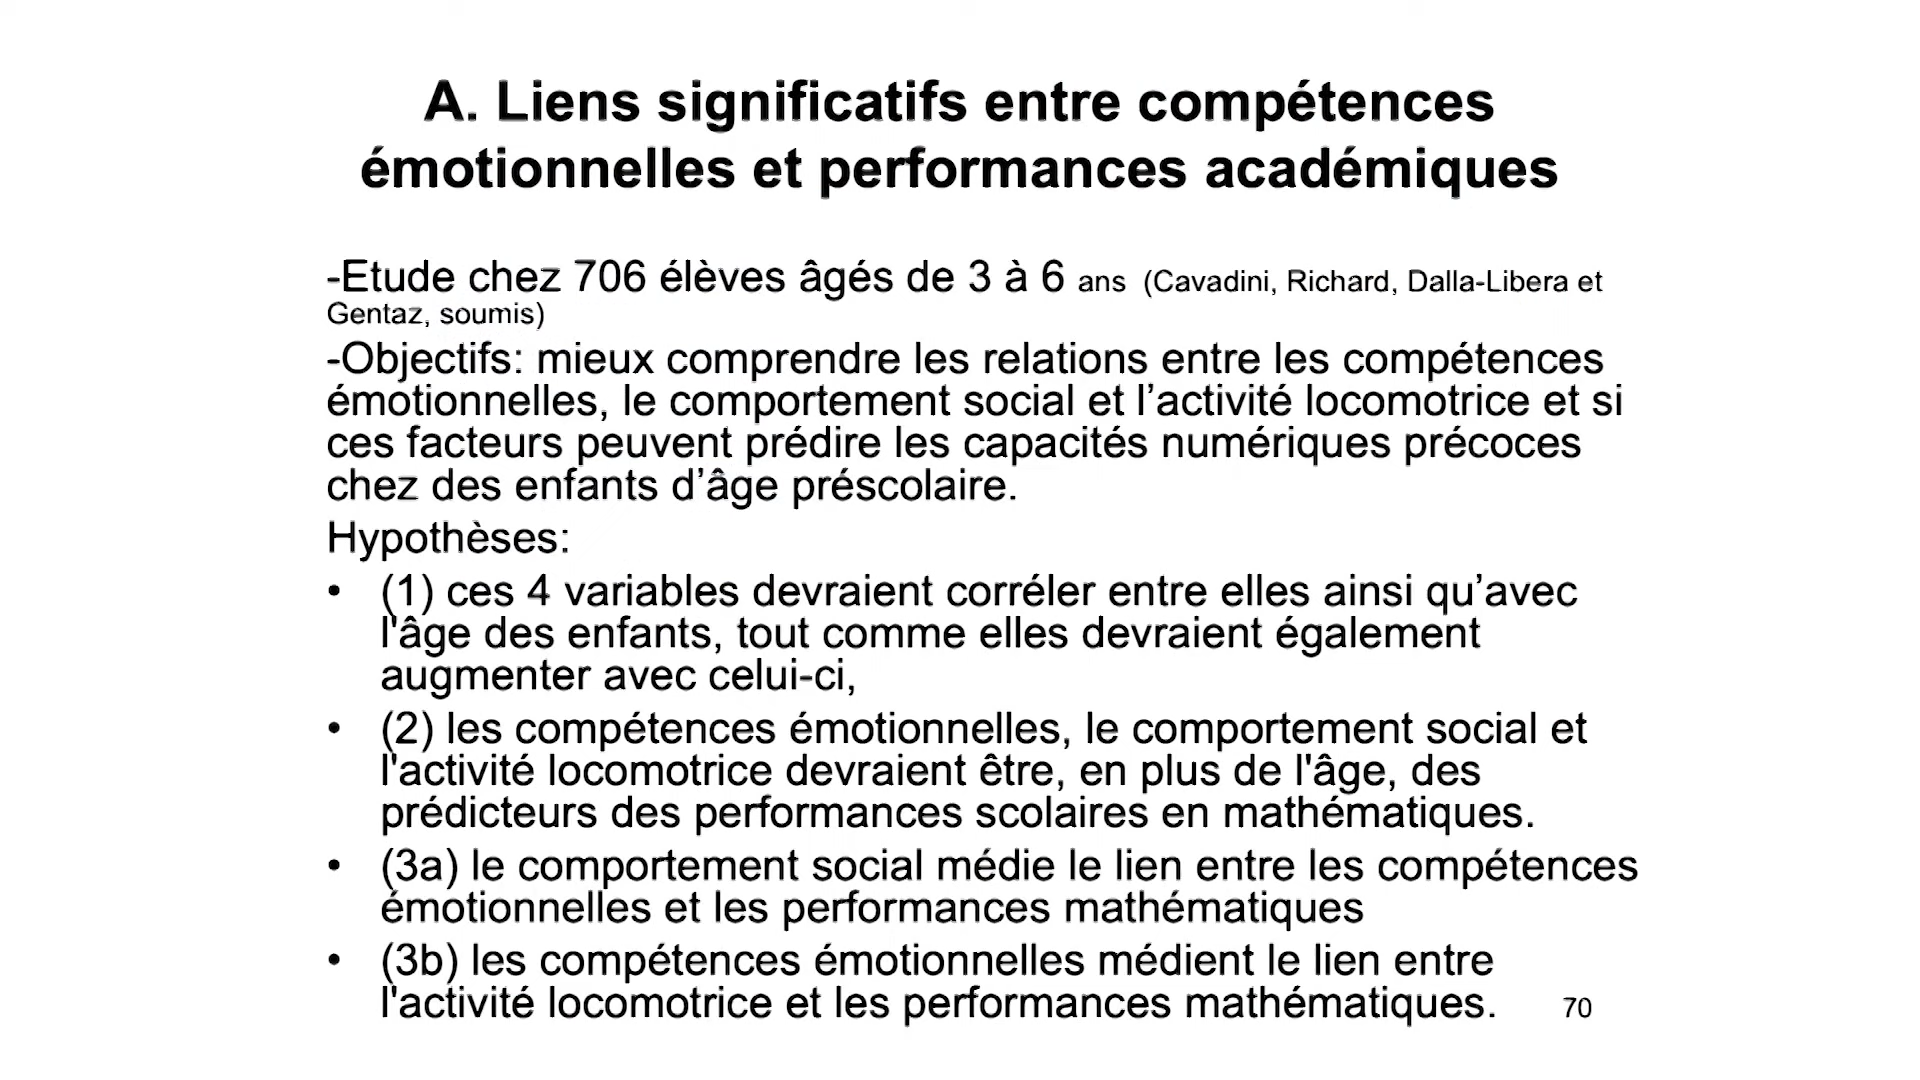 A. Liens significatifs entre compétences
émotionnelles et performances académiques
-Etude chez 706 élèves âgés de 3 à 6 ans (Cavadini, Richard, Dalla-Libera et
Gentaz, soumis)
-Objectifs: mieux comprendre les relations entre les compétences
émotionnelles, le comportement social et l’activité locomotrice et si
ces facteurs peuvent prédire les capacités numériques précoces
chez des enfants d’âge préscolaire.
Hypothèses:
• (1) ces 4 variables devraient corréler entre elles ainsi qu’avec
l'âge des enfants, tout comme elles devraient également
augmenter avec celui-ci,
• (2) les compétences émotionnelles, le comportement social et
l'activité locomotrice devraient être, en plus de l'âge, des
prédicteurs des performances scolaires en mathématiques.
• (3a) le comportement social médie le lien entre les compétences
émotionnelles et les performances mathématiques
• (3b) les compétences émotionnelles médient le lien entre
l'activité locomotrice et les performances mathématiques.
70